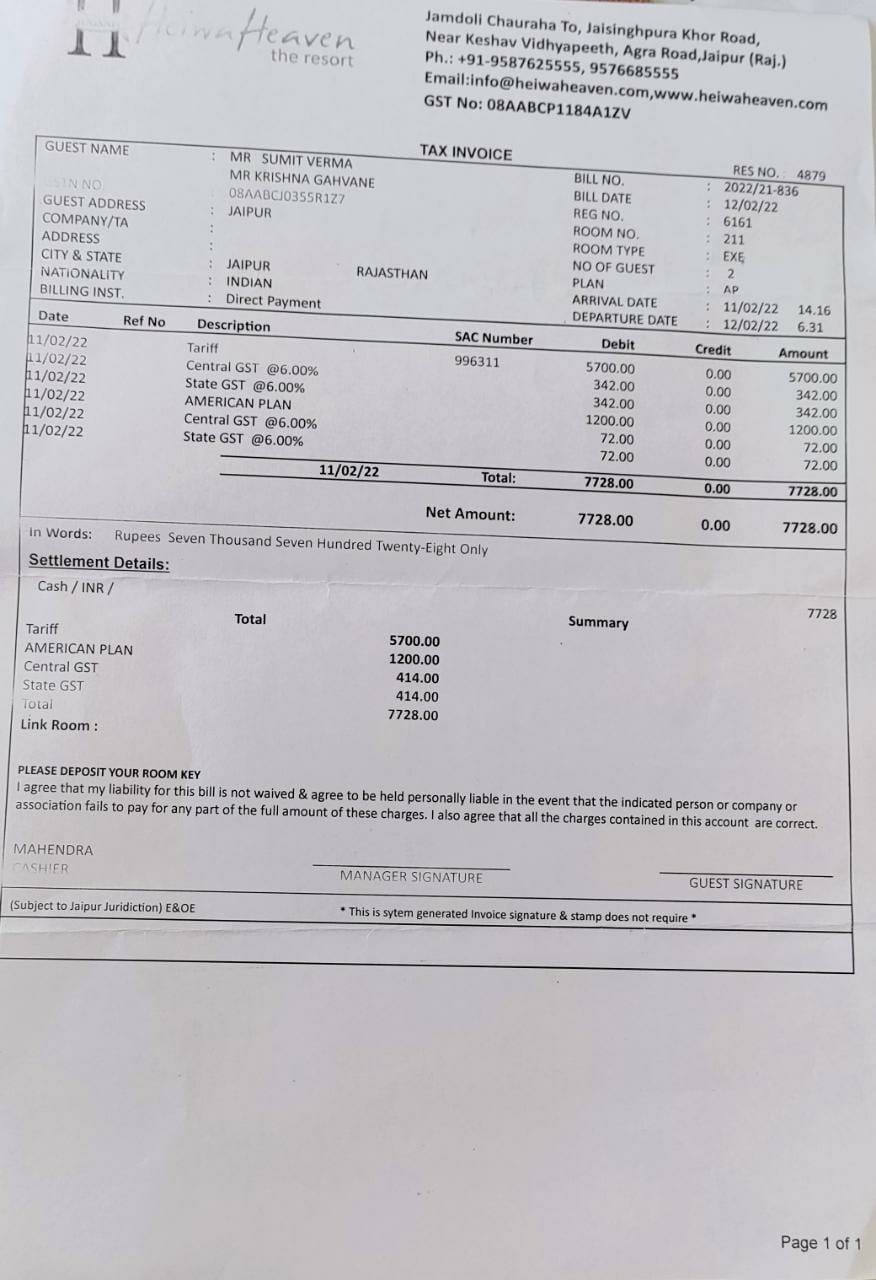 Heiwa Heaven
the resort
Jamdoli Chauraha To, Jaisinghpura Khor Road,
Near Keshav Vidhyapeeth, Agra Road,Jaipur (Raj.)
Ph.: +91-9587625555, 9576685555
Email:info@heiwaheaven.com,www.heiwaheaven.com
GST No: 08AABCP1184A1ZV
TAX INVOICE
RES NO. : 4879
GUEST NAME : MR SUMIT VERMA
MR KRISHNA GAHVANE
GSTN NO. 08AABCJ0355R1Z7
GUEST ADDRESS : JAIPUR
COMPANY/TA :
ADDRESS :
CITY & STATE : JAIPUR RAJASTHAN
NATIONALITY : INDIAN
BILLING INST. : Direct Payment
BILL NO. : 2022/21-836
BILL DATE : 12/02/22
REG NO. : 6161
ROOM NO. : 211
ROOM TYPE : EXE
NO OF GUEST : 2
PLAN : AP
ARRIVAL DATE : 11/02/22 14.16
DEPARTURE DATE : 12/02/22 6.31
Date Ref No Description SAC Number Debit Credit Amount
11/02/22 Tariff 996311 5700.00 0.00 5700.00
11/02/22 Central GST @6.00% 342.00 0.00 342.00
11/02/22 State GST @6.00% 342.00 0.00 342.00
11/02/22 AMERICAN PLAN 1200.00 0.00 1200.00
11/02/22 Central GST @6.00% 72.00 0.00 72.00
11/02/22 State GST @6.00% 72.00 0.00 72.00
11/02/22 Total: 7728.00 0.00 7728.00
Net Amount: 7728.00 0.00 7728.00
In Words: Rupees Seven Thousand Seven Hundred Twenty-Eight Only
Settlement Details:
Cash / INR / 7728
Total Summary
Tariff 5700.00
AMERICAN PLAN 1200.00
Central GST 414.00
State GST 414.00
Total 7728.00
Link Room :
PLEASE DEPOSIT YOUR ROOM KEY
I agree that my liability for this bill is not waived & agree to be held personally liable in the event that the indicated person or company or
association fails to pay for any part of the full amount of these charges. I also agree that all the charges contained in this account are correct.
MAHENDRA
CASHIER
MANAGER SIGNATURE
GUEST SIGNATURE
(Subject to Jaipur Juridiction) E&OE * This is sytem generated Invoice signature & stamp does not require *
Page 1 of 1